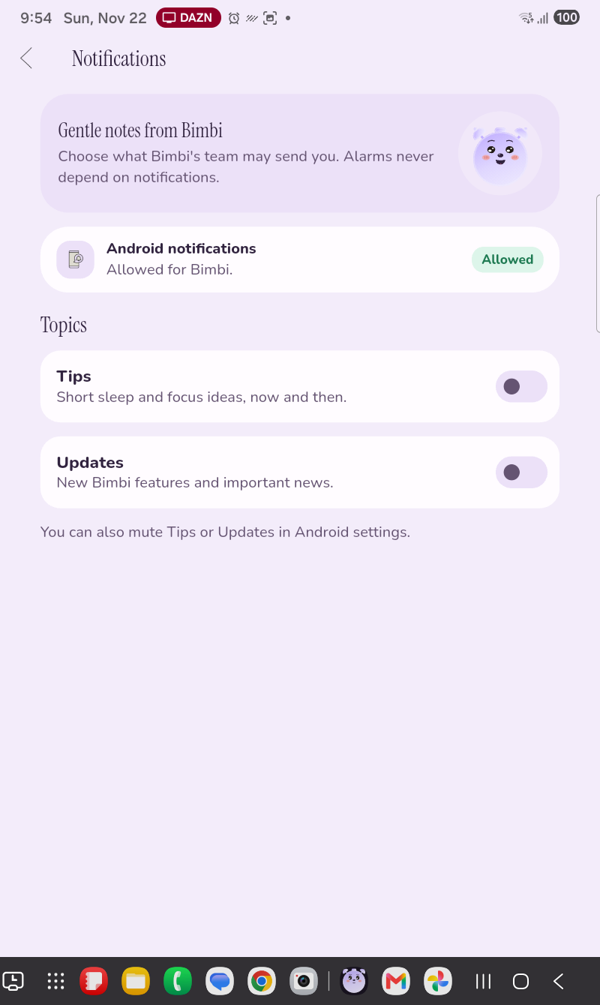 9:54 Sun, Nov 22 DAZN 100
Notifications
Gentle notes from Bimbi
Choose what Bimbi's team may send you. Alarms never
depend on notifications.
Android notifications
Allowed for Bimbi.
Allowed
Topics
Tips
Short sleep and focus ideas, now and then.
Updates
New Bimbi features and important news.
You can also mute Tips or Updates in Android settings.